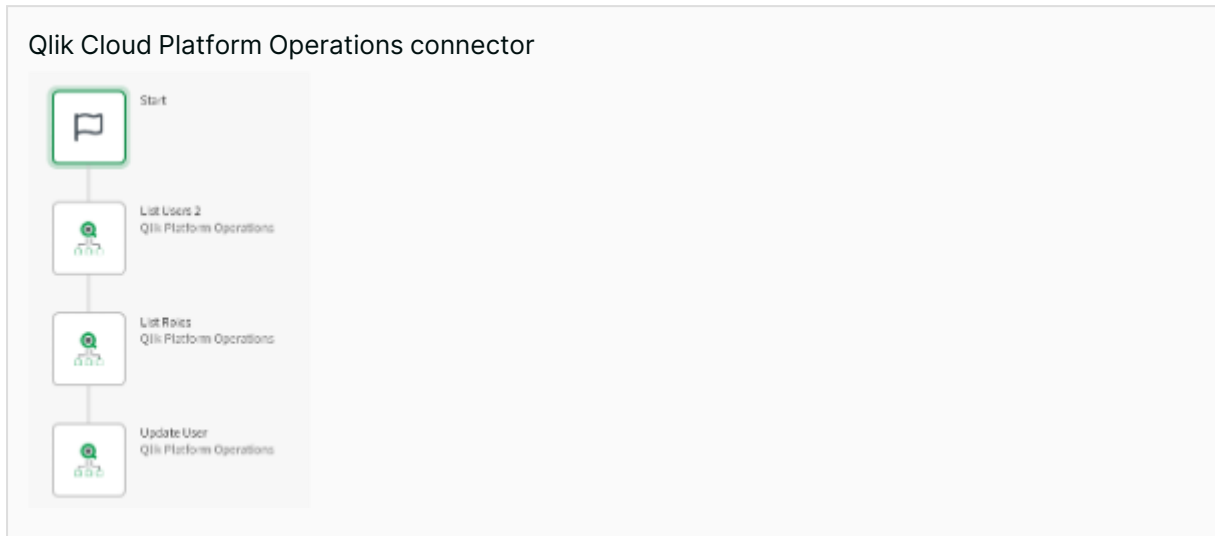 Qlik Cloud Platform Operations connector
Start
List Users 2
Qlik Platform Operations
List Roles
Qlik Platform Operations
Update User
Qlik Platform Operations